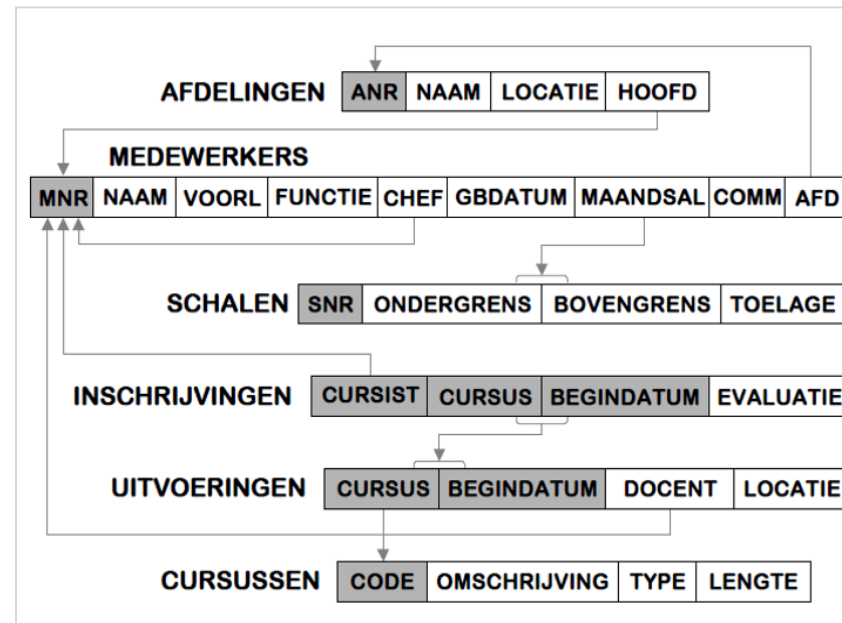 AFDELINGEN ANR NAAM LOCATIE HOOFD
MEDEWERKERS
MNR NAAM VOORL FUNCTIE CHEF GBDATUM MAANDSAL COMM AFD
SCHALEN SNR ONDERGRENS BOVENGRENS TOELAGE
INSCHRIJVINGEN CURSIST CURSUS BEGINDATUM EVALUATIE
UITVOERINGEN CURSUS BEGINDATUM DOCENT LOCATIE
CURSUSSEN CODE OMSCHRIJVING TYPE LENGTE